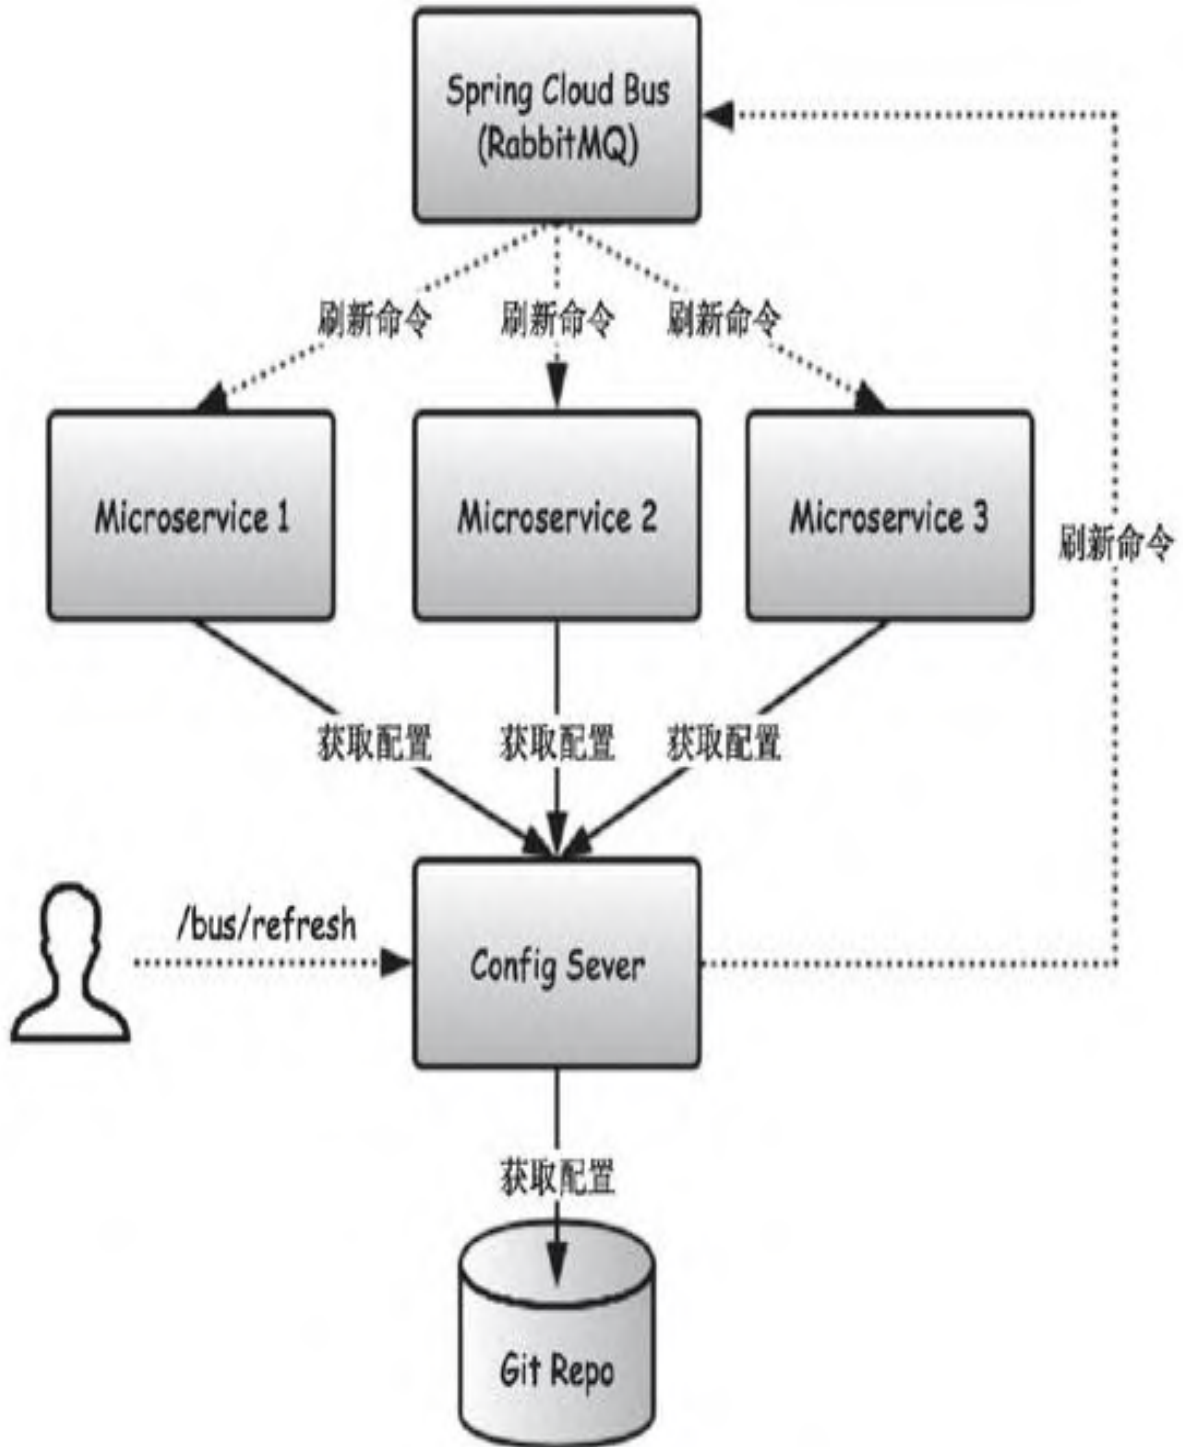 Spring Cloud Bus
(RabbitMQ)
刷新命令
刷新命令
刷新命令
Microservice 1
Microservice 2
Microservice 3
刷新命令
获取配置
获取配置
获取配置
/bus/refresh
Config Sever
获取配置
Git Repo